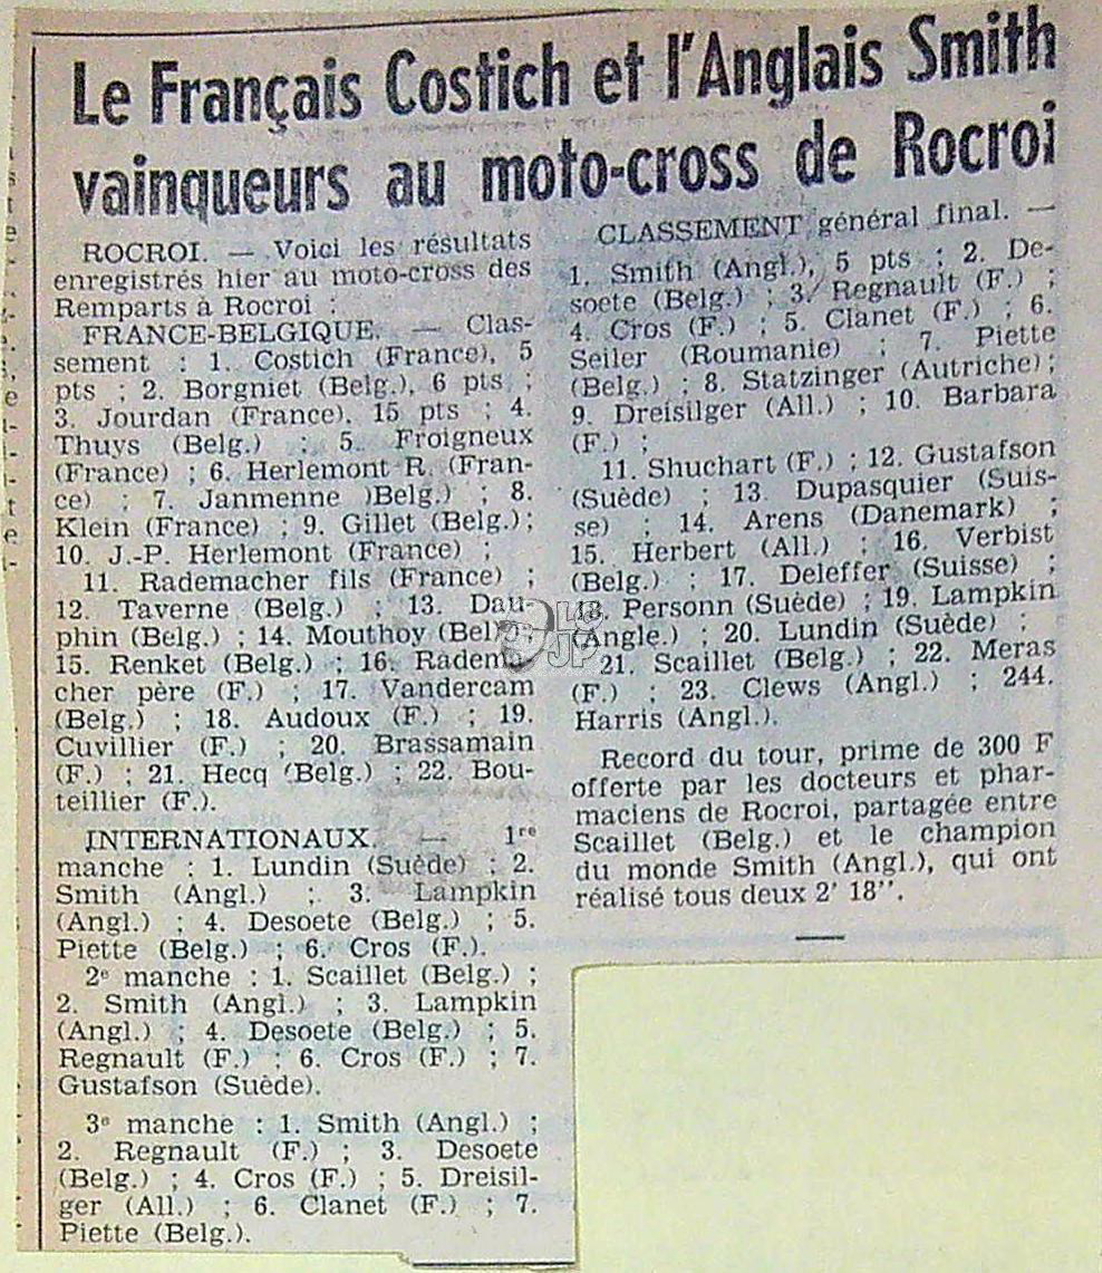 Le Français Costich et l'Anglais Smith
vainqueurs au moto-cross de Rocroi
ROCROI. — Voici les résultats
enregistrés hier au moto-cross des
Remparts à Rocroi :
FRANCE-BELGIQUE. — Clas-
sement : 1. Costich (France), 5
pts ; 2. Borgniet (Belg.), 6 pts ;
3. Jourdan (France). 15 pts ; 4.
Thuys (Belg.) : 5. Froigneux
(France) ; 6. Herlemont R. (Fran-
ce) ; 7. Janmenne )Belg.) ; 8.
Klein (France) ; 9. Gillet (Belg.);
10. J.-P. Herlemont (France) ;
11. Rademacher fils (France) ;
12. Taverne (Belg.) ; 13. Dau-
phin (Belg.) ; 14. Mouthoy (Bel
15. Renket (Belg.) ; 16. Radema-
cher père (F.) ; 17. Vandercam
(Belg.) ; 18. Audoux (F.) ; 19.
Cuvillier (F.) ; 20. Brassamain
(F.) ; 21. Hecq (Belg.) ; 22. Bou-
teillier (F.).
INTERNATIONAUX. — 1re
manche : 1. Lundin (Suède) ; 2.
Smith (Angl.) ; 3. Lampkin
(Angl.) ; 4. Desoete (Belg.) ; 5.
Piette (Belg.) ; 6. Cros (F.).
2e manche : 1. Scaillet (Belg.) ;
2. Smith (Angl.) ; 3. Lampkin
(Angl.) ; 4. Desoete (Belg.) ; 5.
Regnault (F.) ; 6. Cros (F.) ; 7.
Gustafson (Suède).
3e manche : 1. Smith (Angl.) ;
2. Regnault (F.) ; 3. Desoete
(Belg.) ; 4. Cros (F.) ; 5. Dreisil-
ger (All.) ; 6. Clanet (F.) ; 7.
Piette (Belg.).
CLASSEMENT général final. —
1. Smith (Angl.), 5 pts ; 2. De-
soete (Belg.) ; 3. Regnault (F.) ;
4. Cros (F.) ; 5. Clanet (F.) ; 6.
Seiler (Roumanie) ; 7. Piette
(Belg.) ; 8. Statzinger (Autriche) ;
9. Dreisilger (All.) ; 10. Barbara
(F.) ;
11. Shuchart (F.) ; 12. Gustafson
(Suède) ; 13. Dupasquier (Suis-
se) ; 14. Arens (Danemark) ;
15. Herbert (All.) ; 16. Verbist
(Belg.) ; 17. Deleffer (Suisse) ;
18. Personn (Suède) ; 19. Lampkin
(Angle.) ; 20. Lundin (Suède) ;
21. Scaillet (Belg.) ; 22. Meras
(F.) ; 23. Clews (Angl.) ; 244.
Harris (Angl.).
Record du tour, prime de 300 F
offerte par les docteurs et phar-
maciens de Rocroi, partagée entre
Scaillet (Belg.) et le champion
du monde Smith (Angl.), qui ont
réalisé tous deux 2' 18''.
LS
JP